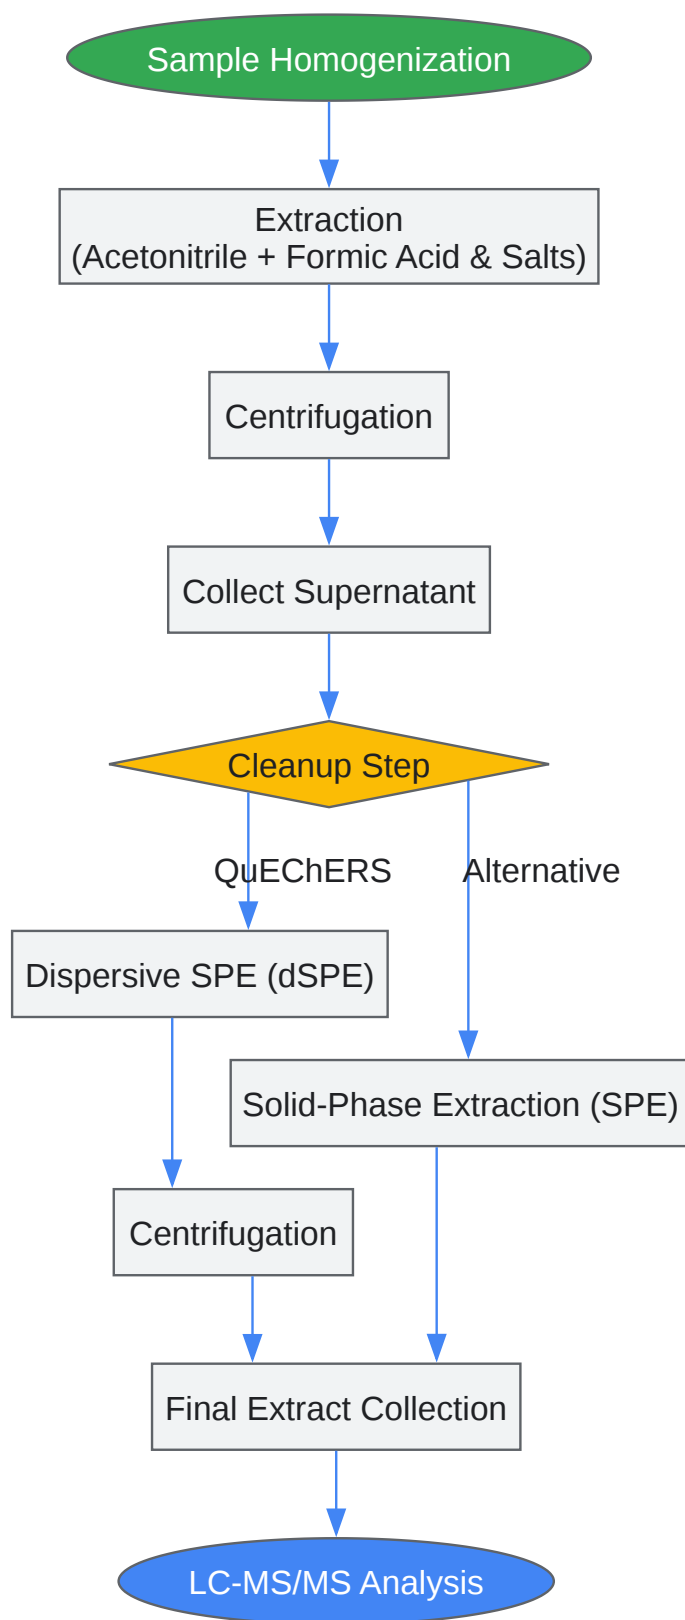 Sample Homogenization
Extraction
(Acetonitrile + Formic Acid & Salts)
Centrifugation
Collect Supernatant
Cleanup Step
QuEChERS
Alternative
Dispersive SPE (dSPE)
Solid-Phase Extraction (SPE)
Centrifugation
Final Extract Collection
LC-MS/MS Analysis